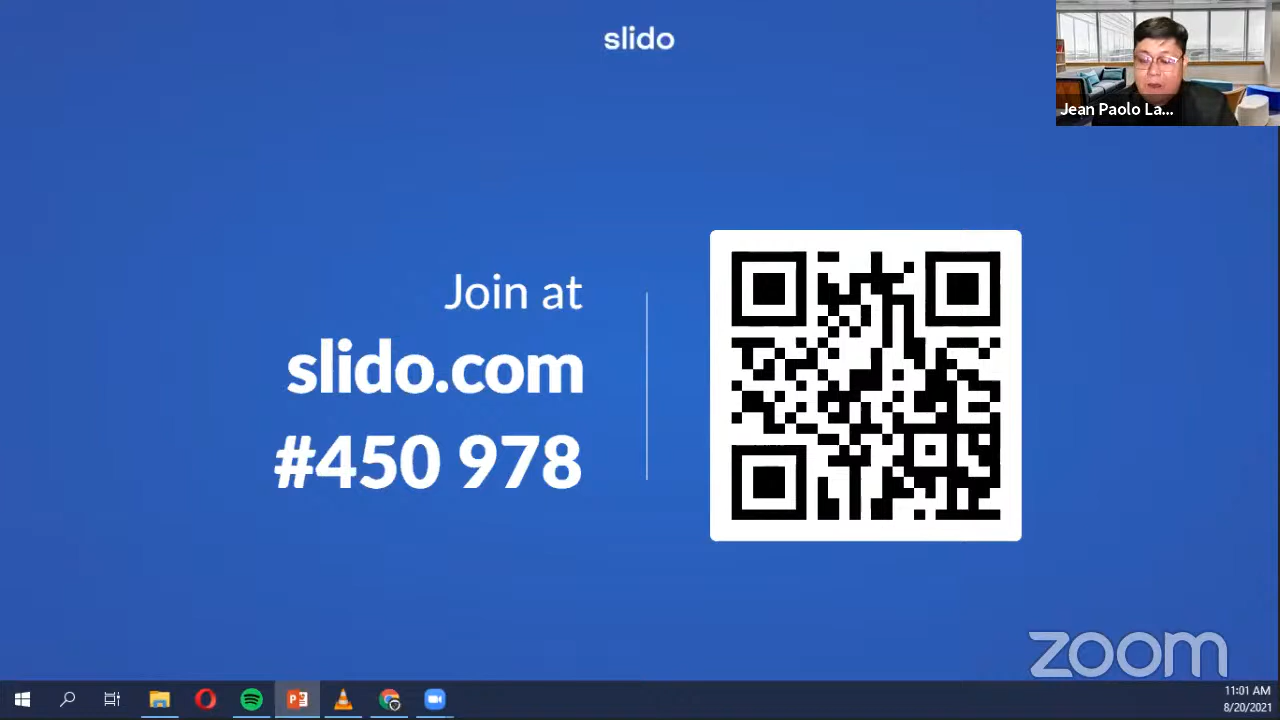 slido
Jean Paolo La...
Join at
slido.com
#450 978
zoom
11:01 AM
8/20/2021